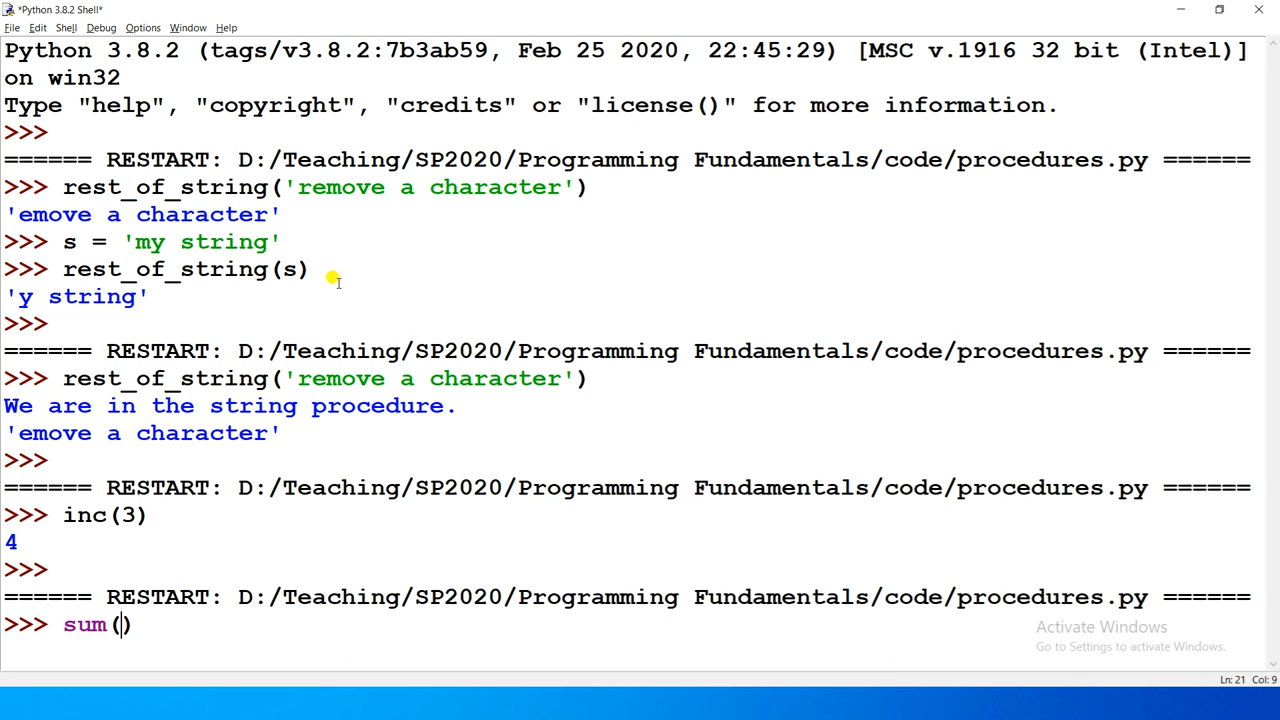 *Python 3.8.2 Shell*
File Edit Shell Debug Options Window Help
Python 3.8.2 (tags/v3.8.2:7b3ab59, Feb 25 2020, 22:45:29) [MSC v.1916 32 bit (Intel)]
on win32
Type "help", "copyright", "credits" or "license()" for more information.
>>>
====== RESTART: D:/Teaching/SP2020/Programming Fundamentals/code/procedures.py ======
>>> rest_of_string('remove a character')
'emove a character'
>>> s = 'my string'
>>> rest_of_string(s)
'y string'
>>>
====== RESTART: D:/Teaching/SP2020/Programming Fundamentals/code/procedures.py ======
>>> rest_of_string('remove a character')
We are in the string procedure.
'emove a character'
>>>
====== RESTART: D:/Teaching/SP2020/Programming Fundamentals/code/procedures.py ======
>>> inc(3)
4
>>>
====== RESTART: D:/Teaching/SP2020/Programming Fundamentals/code/procedures.py ======
>>> sum()
Activate Windows
Go to Settings to activate Windows.
Ln: 21 Col: 9